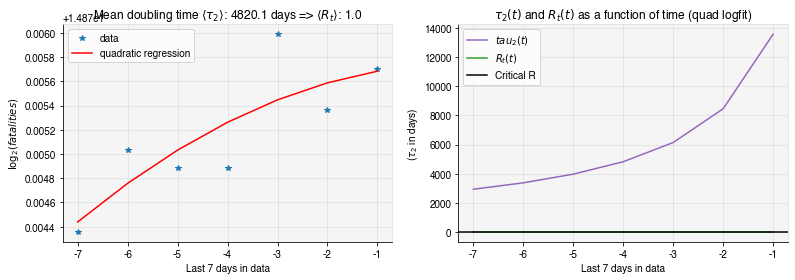 Mean doubling time ⟨τ₂⟩: 4820.1 days => ⟨Rₜ⟩: 1.0
0.0060
0.0058
0.0056
0.0054
0.0052
0.0050
0.0048
0.0046
0.0044
log₂(fatalities)
data
quadratic regression
-7 -6 -5 -4 -3 -2 -1
Last 7 days in data
τ₂(t) and Rₜ(t) as a function of time (quad logfit)
14000
12000
10000
8000
6000
4000
2000
0
(τ₂ in days)
tau₂(t)
Rₜ(t)
Critical R
-7 -6 -5 -4 -3 -2 -1
Last 7 days in data